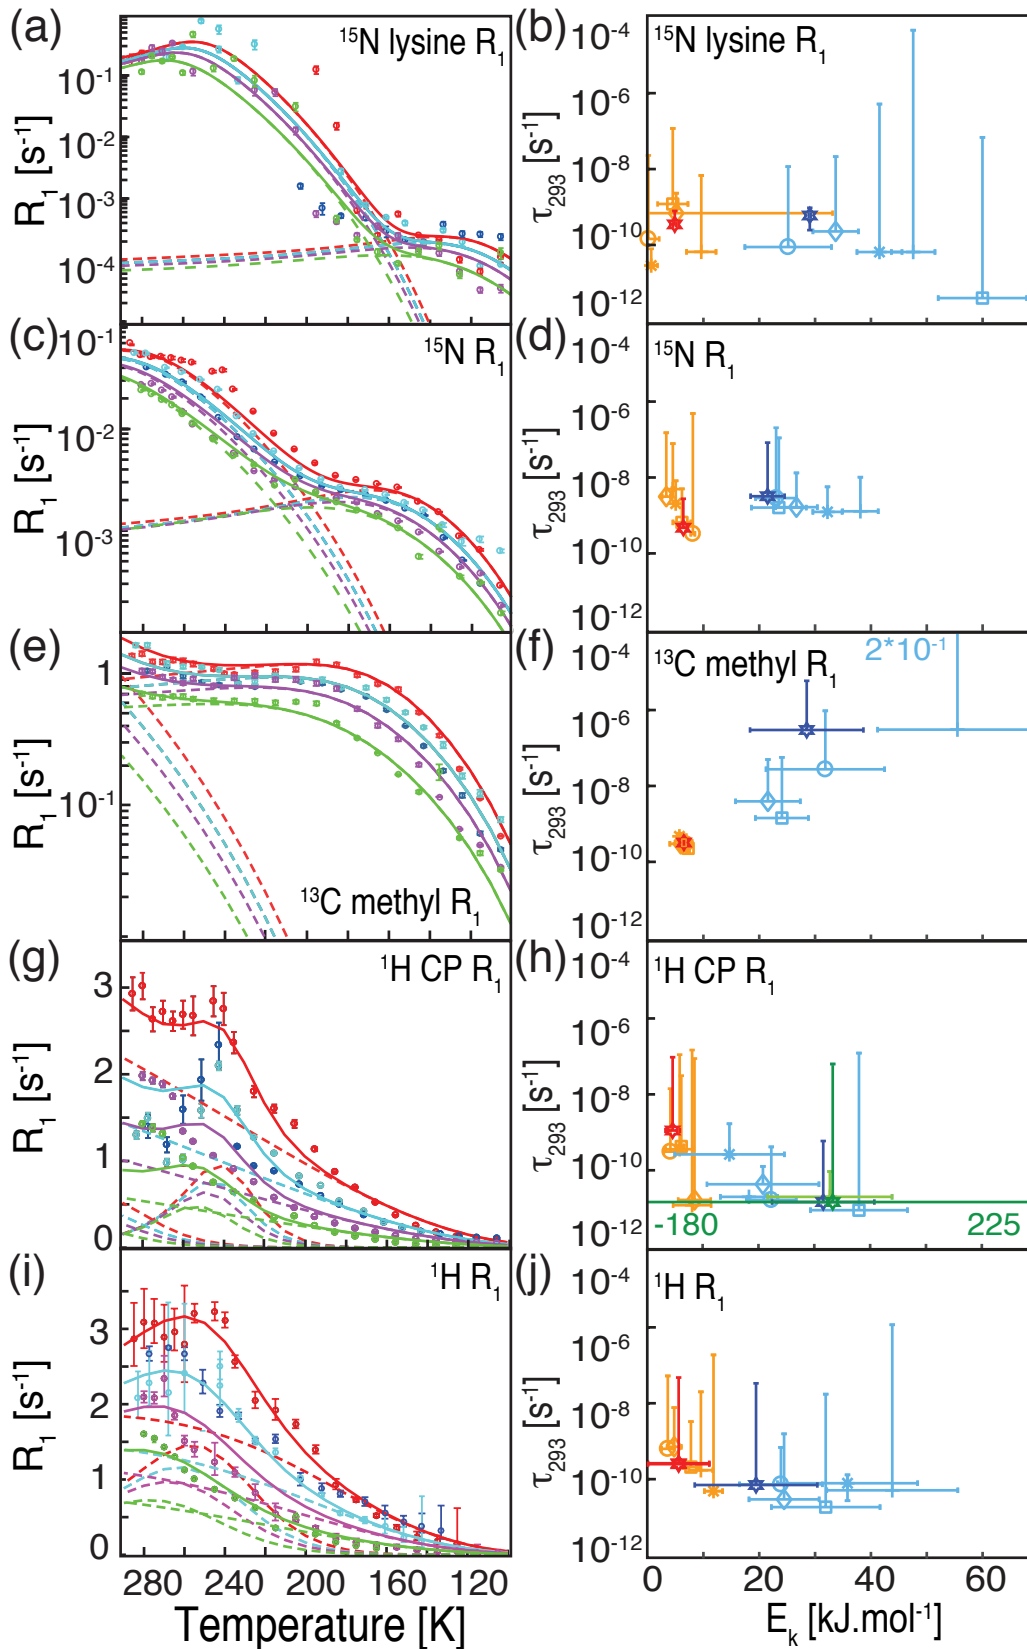 (a)
¹⁵N lysine R₁
R₁ [s⁻¹]
10⁻¹
10⁻²
10⁻³
10⁻⁴
(b)
¹⁵N lysine R₁
τ₂₉₃ [s⁻¹]
10⁻⁴
10⁻⁶
10⁻⁸
10⁻¹⁰
10⁻¹²
(c)
¹⁵N R₁
R₁ [s⁻¹]
10⁻¹
10⁻²
10⁻³
(d)
¹⁵N R₁
τ₂₉₃ [s⁻¹]
10⁻⁴
10⁻⁶
10⁻⁸
10⁻¹⁰
10⁻¹²
(e)
¹³C methyl R₁
R₁ [s⁻¹]
1
10⁻¹
(f)
¹³C methyl R₁
2*10⁻¹
τ₂₉₃ [s⁻¹]
10⁻⁴
10⁻⁶
10⁻⁸
10⁻¹⁰
10⁻¹²
(g)
¹H CP R₁
R₁ [s⁻¹]
3
2
1
0
(h)
¹H CP R₁
τ₂₉₃ [s⁻¹]
10⁻⁴
10⁻⁶
10⁻⁸
10⁻¹⁰
10⁻¹²
-180
225
(i)
¹H R₁
R₁ [s⁻¹]
3
2
1
0
280 240 200 160 120
Temperature [K]
(j)
¹H R₁
τ₂₉₃ [s⁻¹]
10⁻⁴
10⁻⁶
10⁻⁸
10⁻¹⁰
10⁻¹²
0 20 40 60
Eₖ [kJ.mol⁻¹]